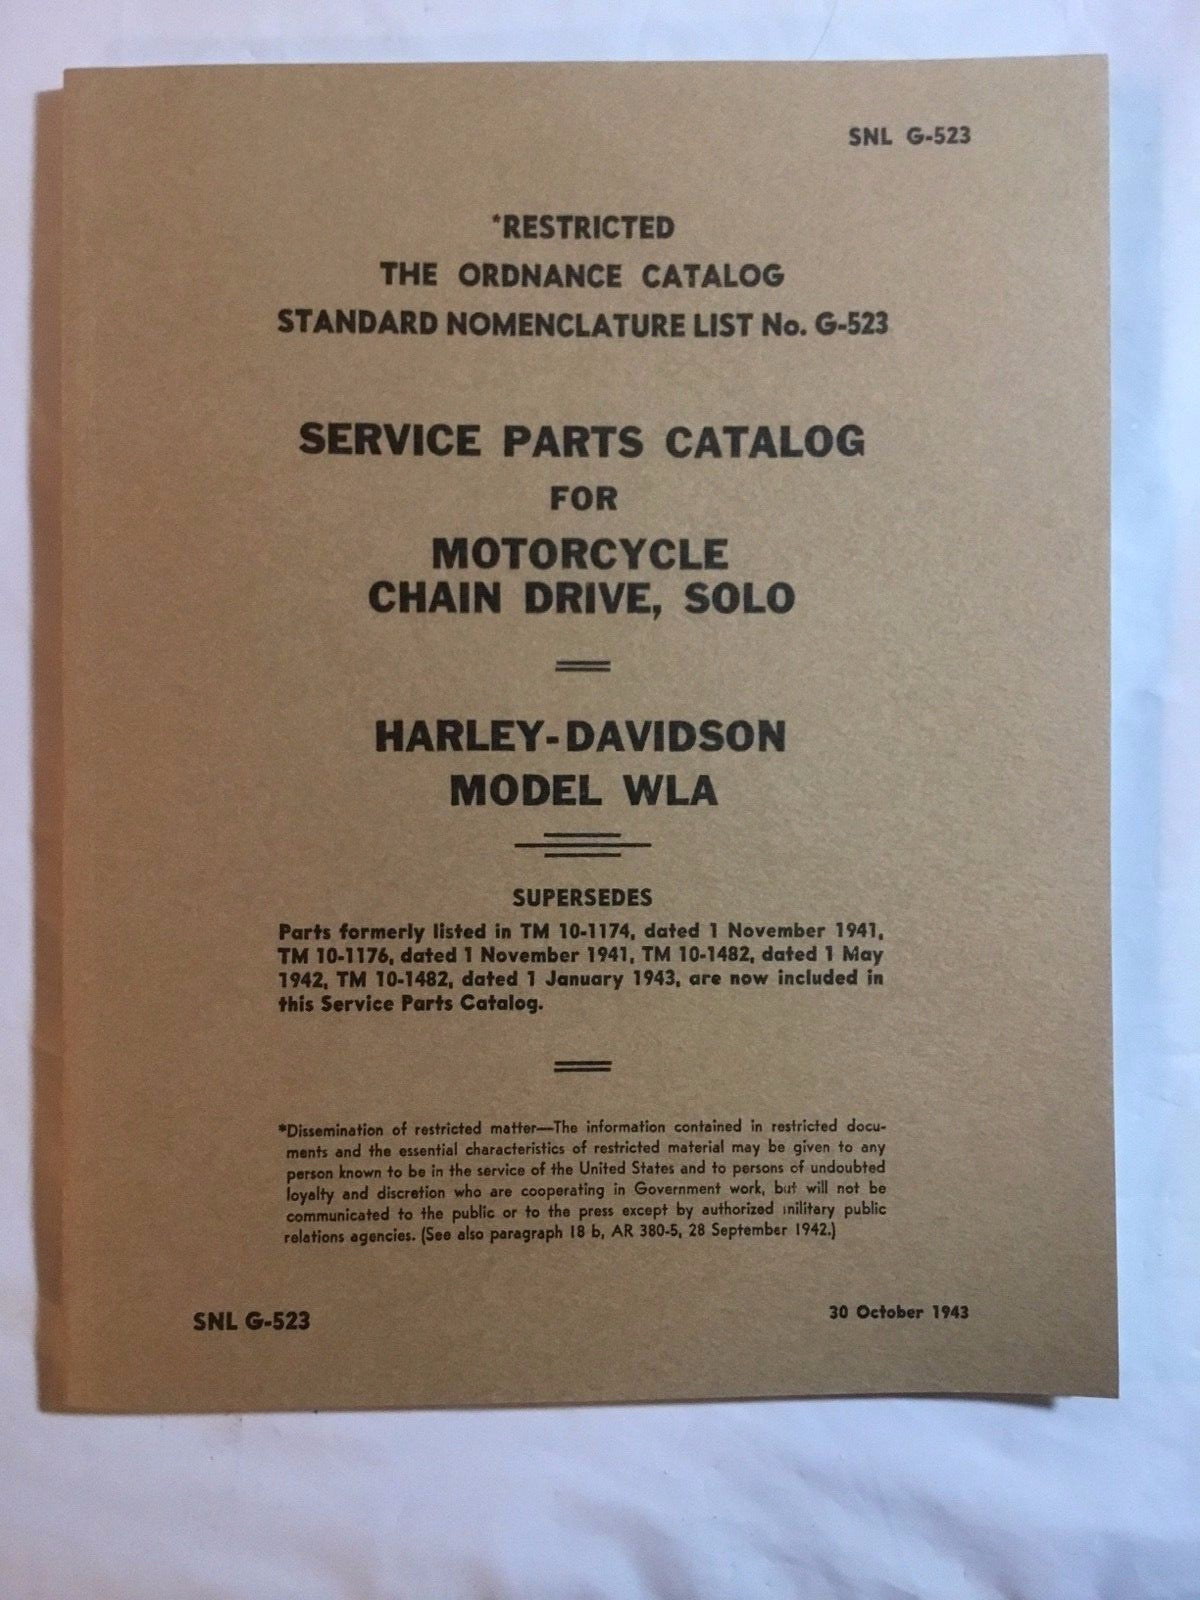 SNL G-523
*RESTRICTED
THE ORDNANCE CATALOG
STANDARD NOMENCLATURE LIST No. G-523
SERVICE PARTS CATALOG
FOR
MOTORCYCLE
CHAIN DRIVE, SOLO
HARLEY-DAVIDSON
MODEL WLA
SUPERSEDES
Parts formerly listed in TM 10-1174, dated 1 November 1941,
TM 10-1176, dated 1 November 1941, TM 10-1482, dated 1 May
1942, TM 10-1482, dated 1 January 1943, are now included in
this Service Parts Catalog.
*Dissemination of restricted matter—The information contained in restricted docu-
ments and the essential characteristics of restricted material may be given to any
person known to be in the service of the United States and to persons of undoubted
loyalty and discretion who are cooperating in Government work, but will not be
communicated to the public or to the press except by authorized military public
relations agencies. (See also paragraph 18 b, AR 380-5, 28 September 1942.)
SNL G-523
30 October 1943